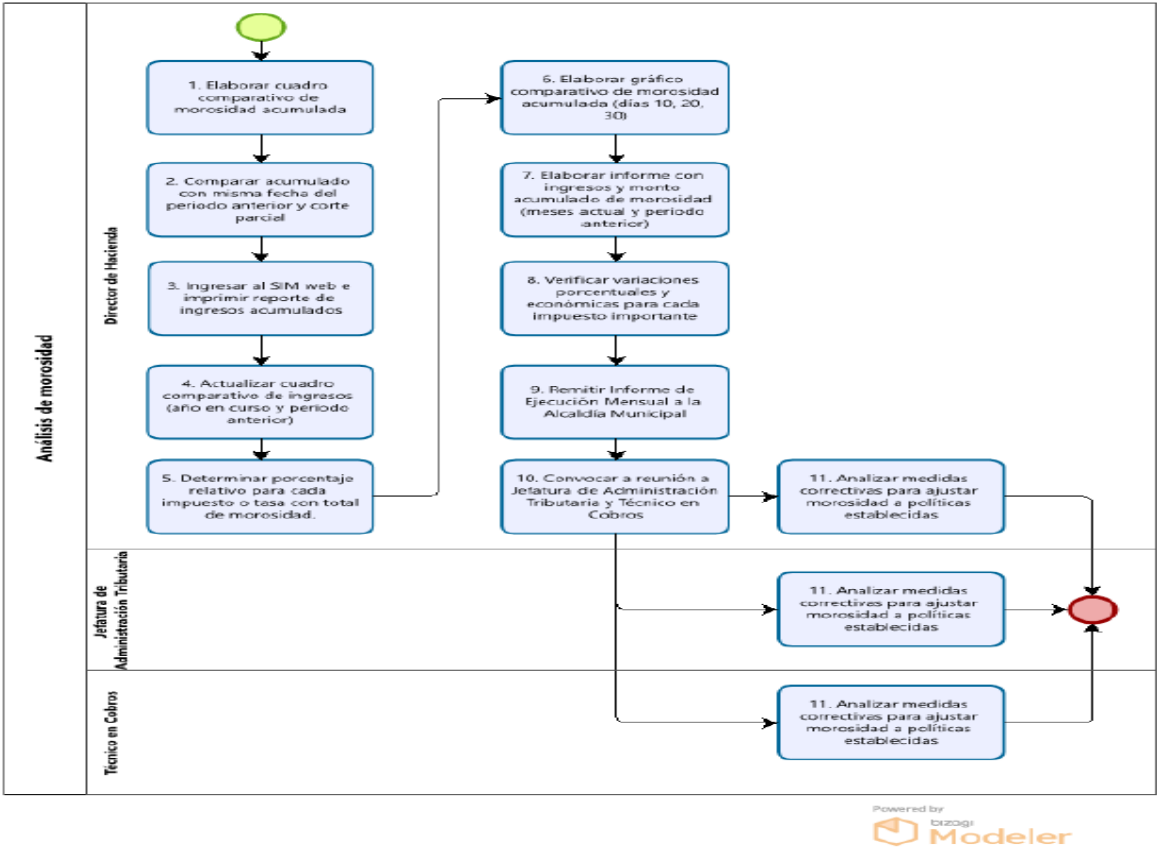 Análisis de morosidad
Director de Hacienda
1. Elaborar cuadro
comparativo de
morosidad acumulada
2. Comparar acumulado
con misma fecha del
periodo anterior y corte
parcial
3. Ingresar al SIM web e
imprimir reporte de
ingresos acumulados
4. Actualizar cuadro
comparativo de ingresos
(año en curso y periodo
anterior)
5. Determinar porcentaje
relativo para cada
impuesto o tasa con total
de morosidad.
6. Elaborar gráfico
comparativo de morosidad
acumulada (días 10, 20,
30)
7. Elaborar informe con
ingresos y monto
acumulado de morosidad
(meses actual y periodo
anterior)
8. Verificar variaciones
porcentuales y
económicas para cada
impuesto importante
9. Remitir Informe de
Ejecución Mensual a la
Alcaldía Municipal
10. Convocar a reunión a
Jefatura de Administración
Tributaria y Técnico en
Cobros
11. Analizar medidas
correctivas para ajustar
morosidad a políticas
establecidas
Jefatura de
Administración Tributaria
11. Analizar medidas
correctivas para ajustar
morosidad a políticas
establecidas
Técnico en Cobros
11. Analizar medidas
correctivas para ajustar
morosidad a políticas
establecidas
Powered by
bizagi
Modeler